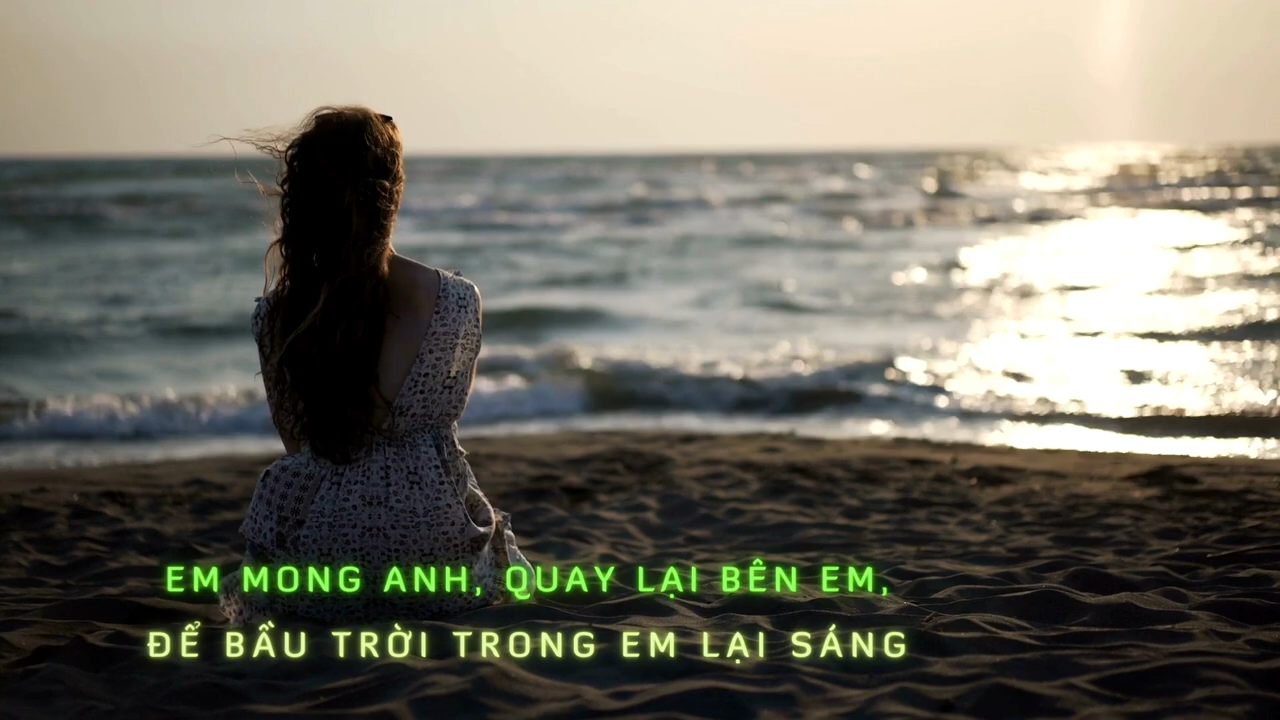 EM MONG ANH, QUAY LẠI BÊN EM,
ĐỂ BẦU TRỜI TRONG EM LẠI SÁNG